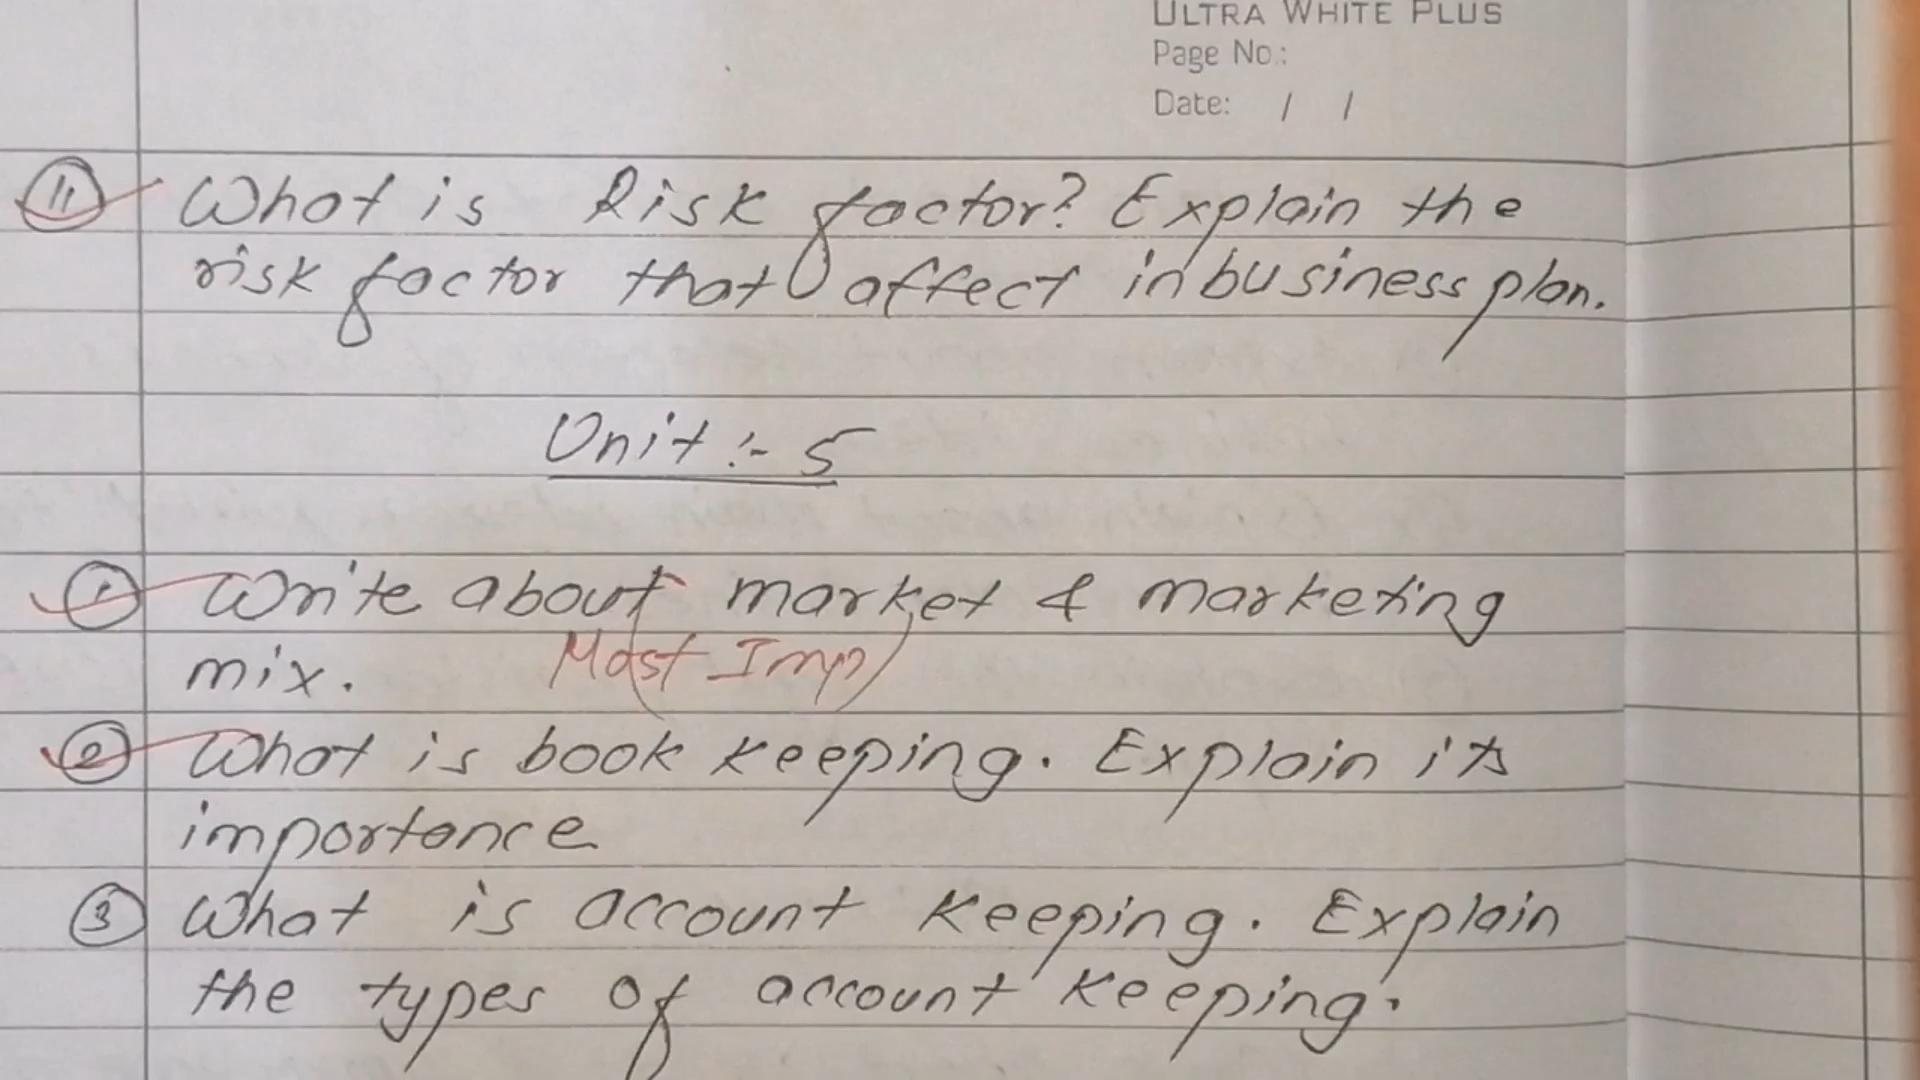 ULTRA WHITE PLUS
Page No.:
Date: / /
11 What is Risk factor? Explain the
risk factor that affect in business plan.
Unit :- 5
1 Write about market & marketing
mix. Most Imp
2 What is book keeping. Explain its
importance
3 What is account keeping. Explain
the types of account keeping.